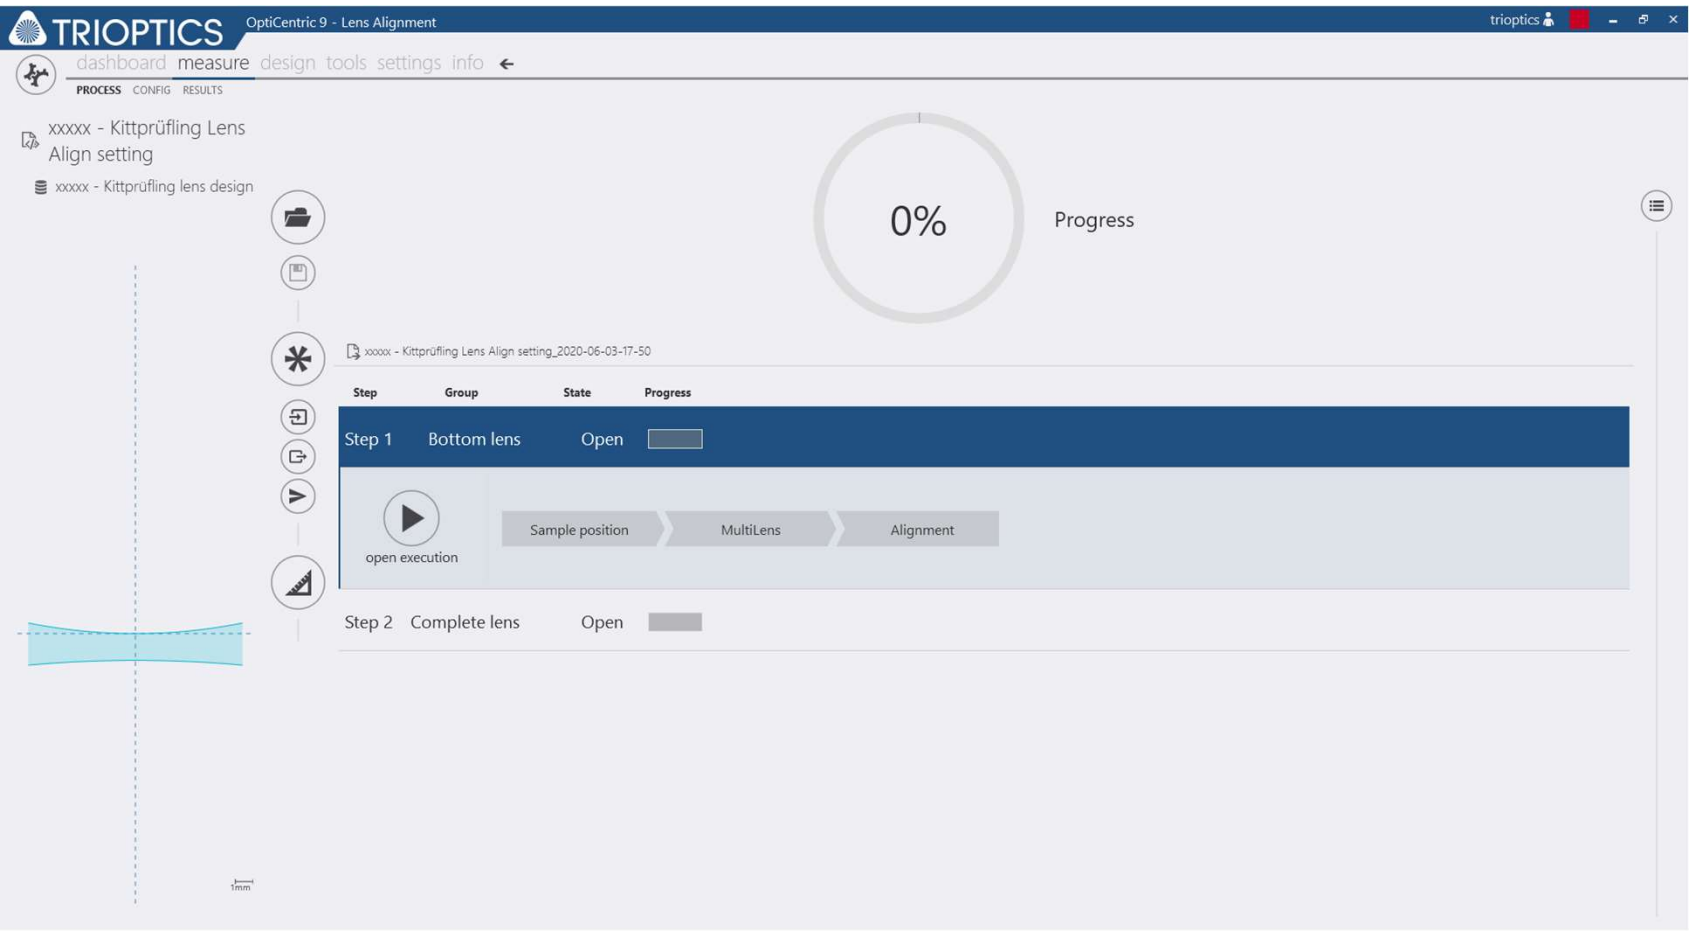 TRIOPTICS
OptiCentric 9 - Lens Alignment
trioptics
dashboard measure design tools settings info
PROCESS CONFIG RESULTS
xxxxx - Kittprüfling Lens
Align setting
xxxxx - Kittprüfling lens design
0%
Progress
xxxxx - Kittprüfling Lens Align setting_2020-06-03-17-50
Step Group State Progress
Step 1 Bottom lens Open
open execution
Sample position MultiLens Alignment
Step 2 Complete lens Open
1mm